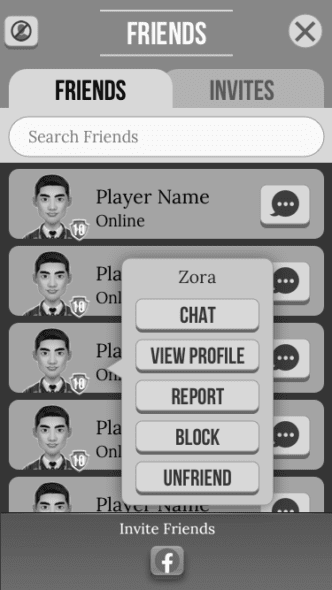 FRIENDS
FRIENDS
INVITES
Search Friends
Player Name
Online
10
Pla
Onl
10
Zora
CHAT
VIEW PROFILE
REPORT
BLOCK
UNFRIEND
Pla
Onl
10
Pla
Onl
10
Player Name
Invite Friends
f